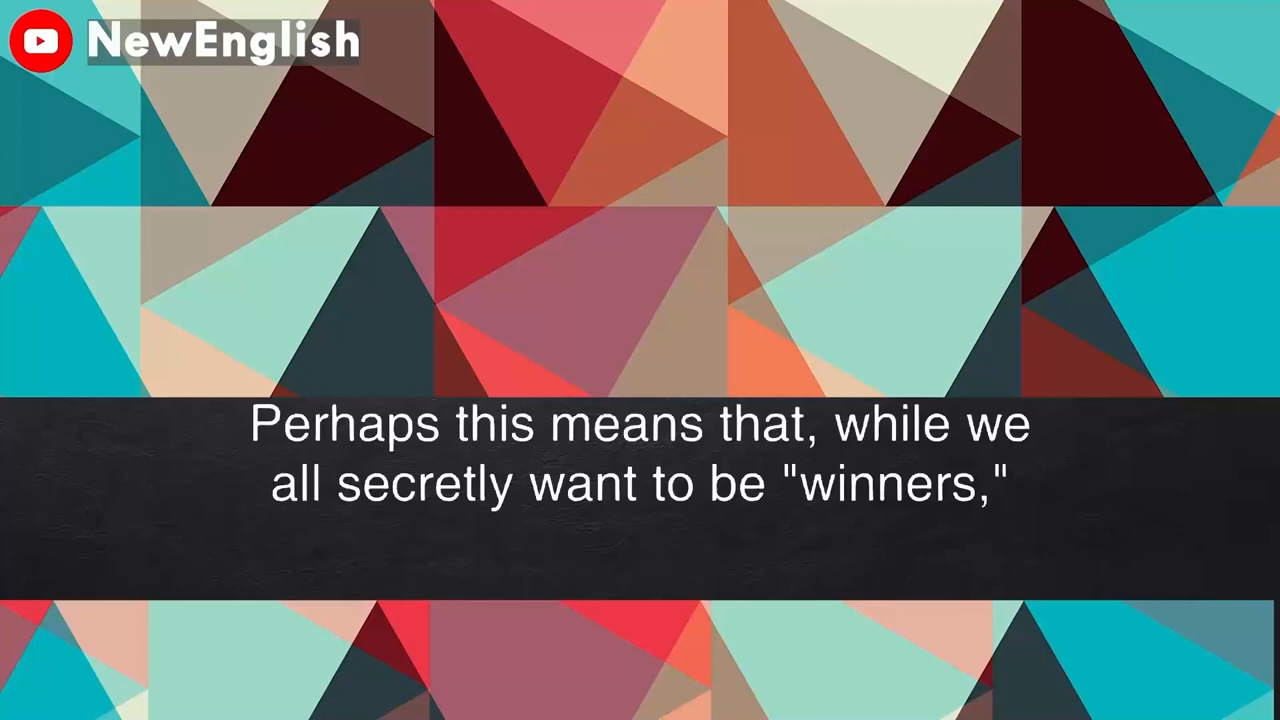 NewEnglish
Perhaps this means that, while we
all secretly want to be "winners,"